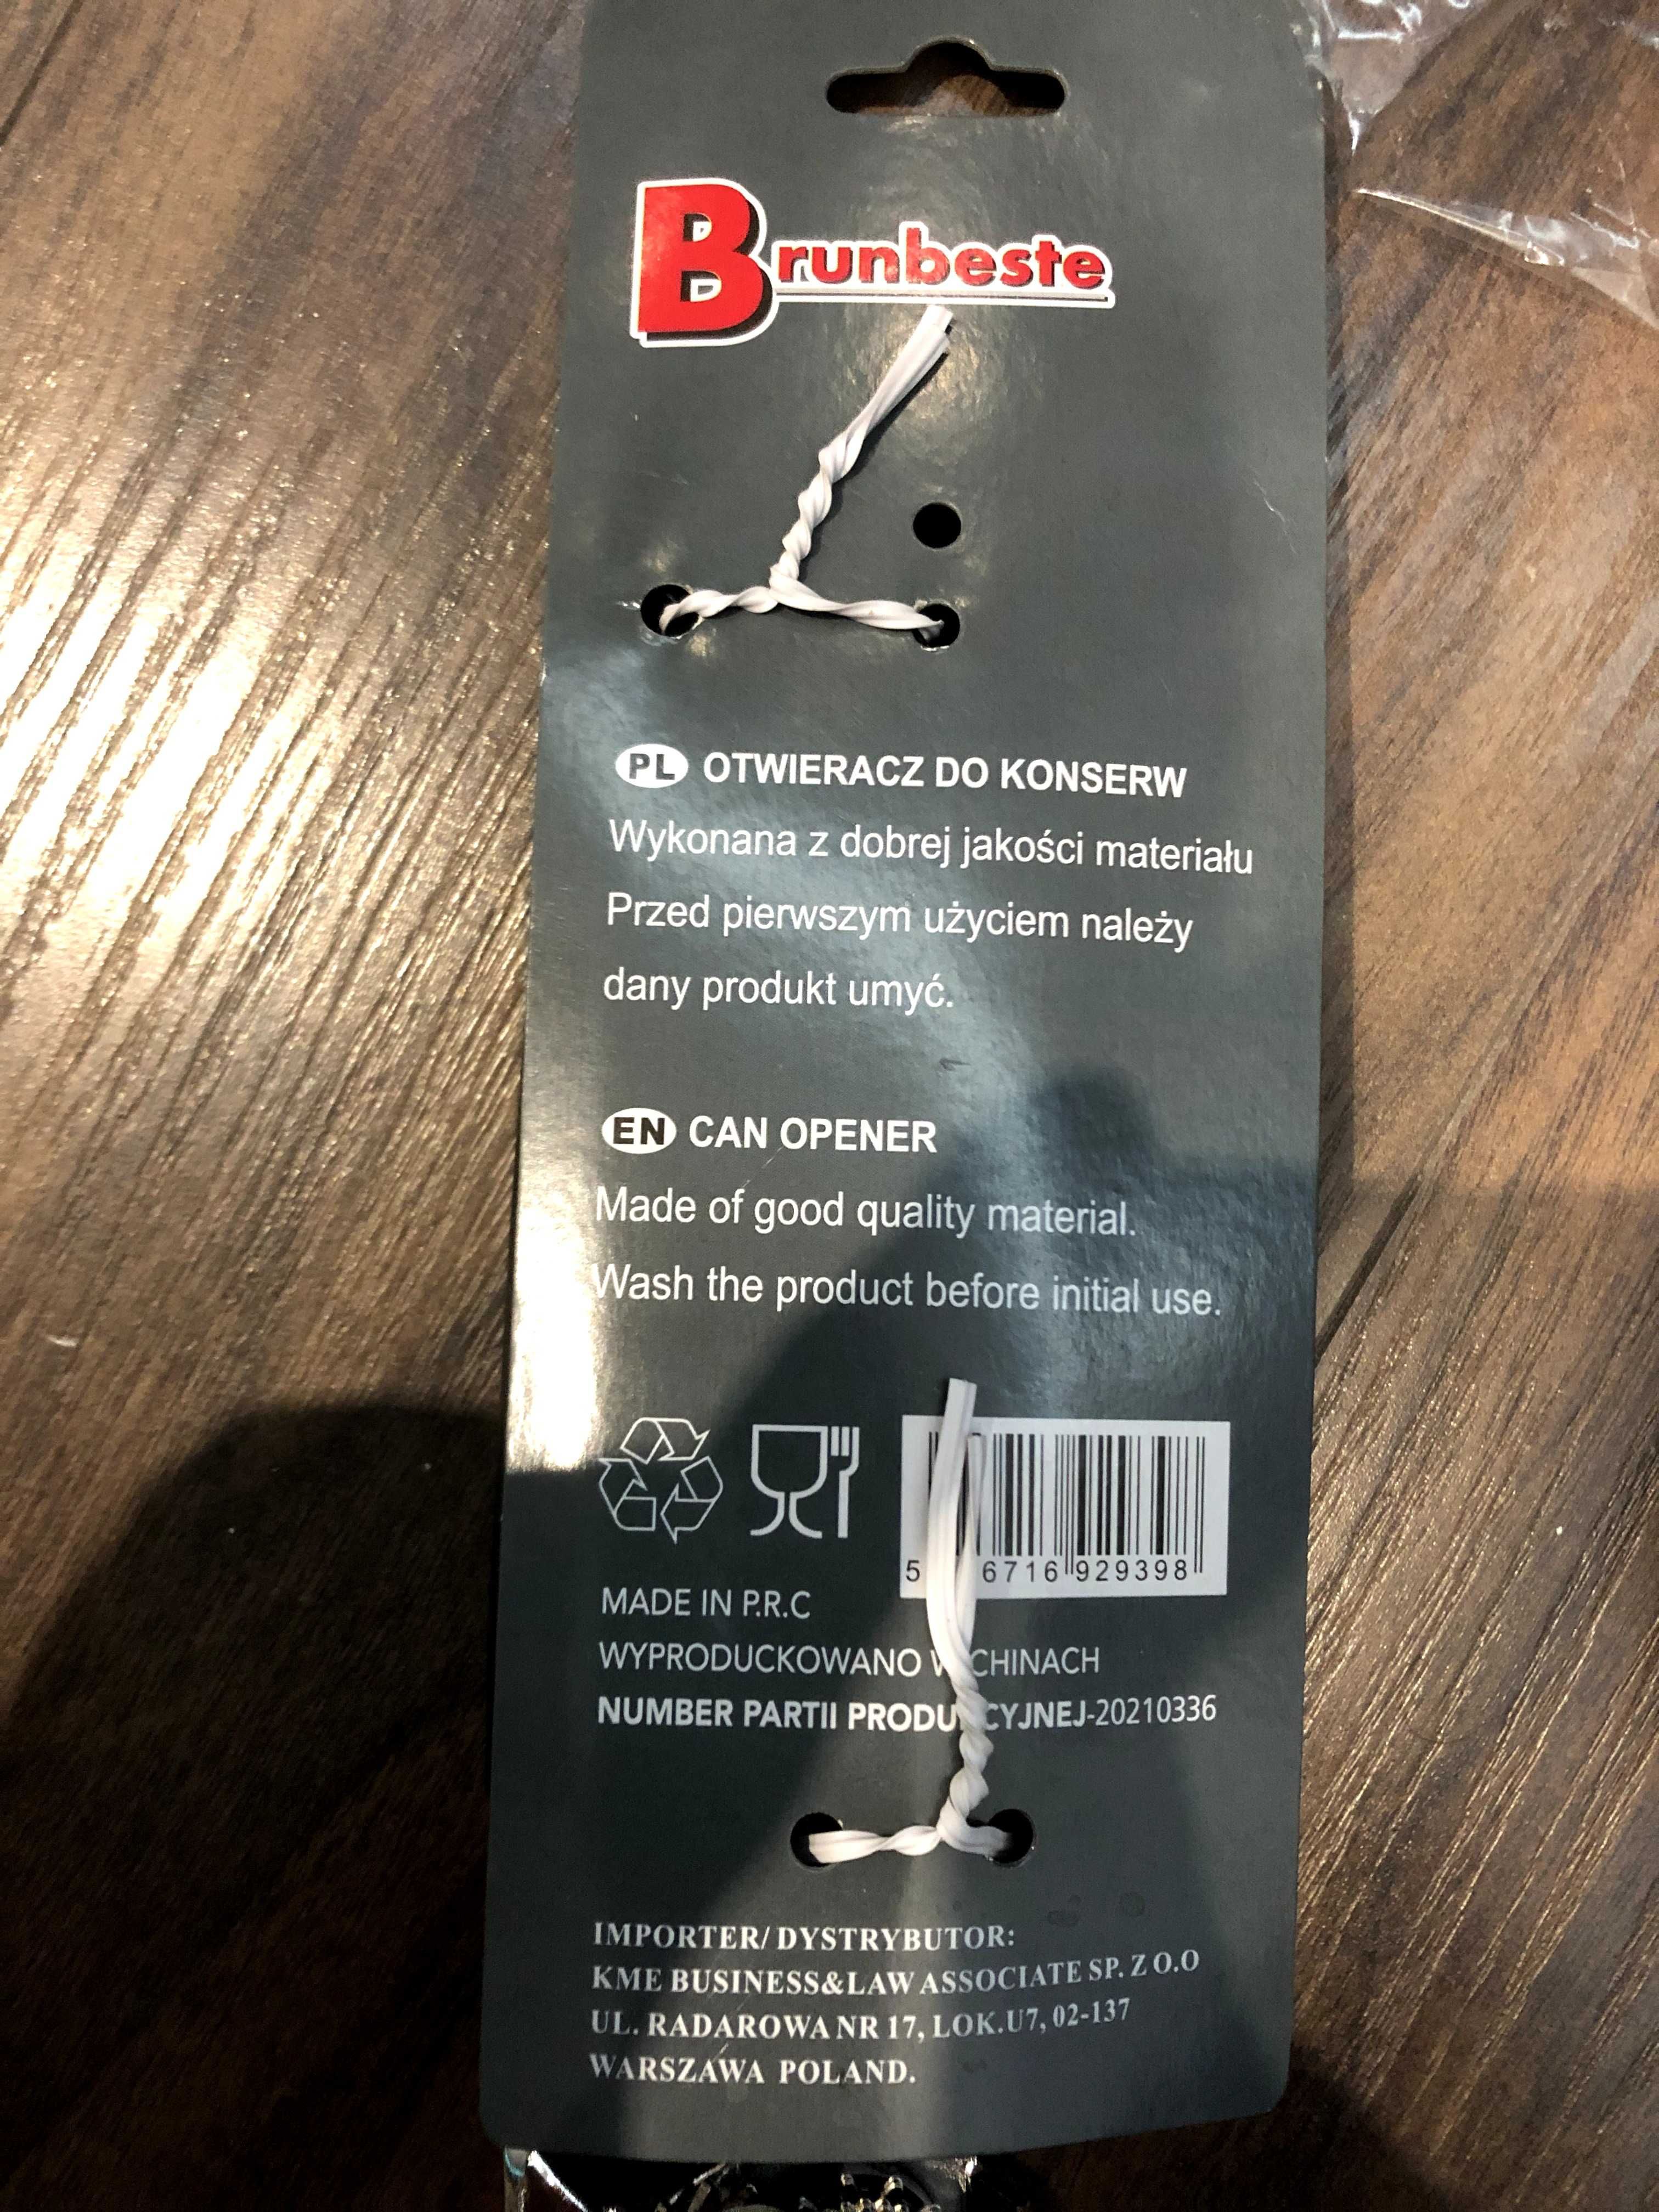 Brunbeste
PL OTWIERACZ DO KONSERW
Wykonana z dobrej jakości materiału
Przed pierwszym użyciem należy
dany produkt umyć.
EN CAN OPENER
Made of good quality material.
Wash the product before initial use.
5 6716 929398
MADE IN P.R.C
WYPRODUCKOWANO W CHINACH
NUMBER PARTII PRODUKCYJNEJ-20210336
IMPORTER/ DYSTRYBUTOR:
KME BUSINESS&LAW ASSOCIATE SP. Z O.O
UL. RADAROWA NR 17, LOK.U7, 02-137
WARSZAWA POLAND.